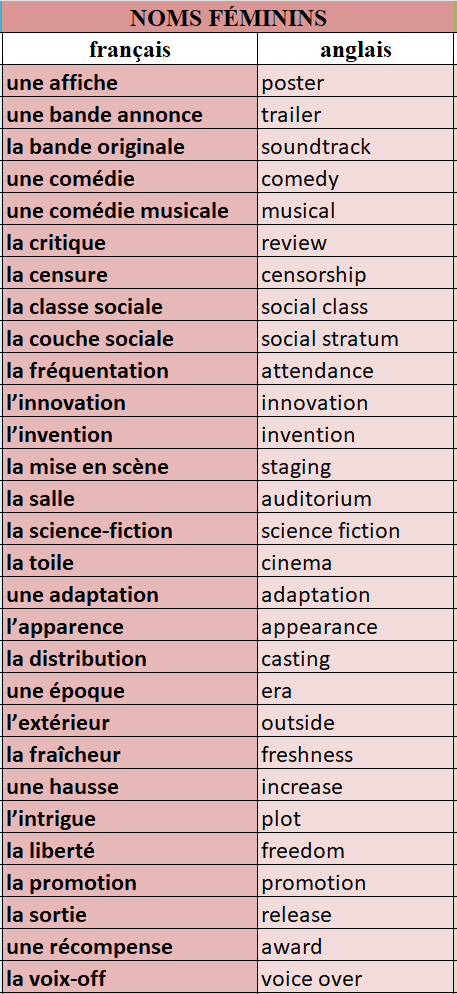 NOMS FÉMININS
français anglais
une affiche poster
une bande annonce trailer
la bande originale soundtrack
une comédie comedy
une comédie musicale musical
la critique review
la censure censorship
la classe sociale social class
la couche sociale social stratum
la fréquentation attendance
l’innovation innovation
l’invention invention
la mise en scène staging
la salle auditorium
la science-fiction science fiction
la toile cinema
une adaptation adaptation
l’apparence appearance
la distribution casting
une époque era
l’extérieur outside
la fraîcheur freshness
une hausse increase
l’intrigue plot
la liberté freedom
la promotion promotion
la sortie release
une récompense award
la voix-off voice over